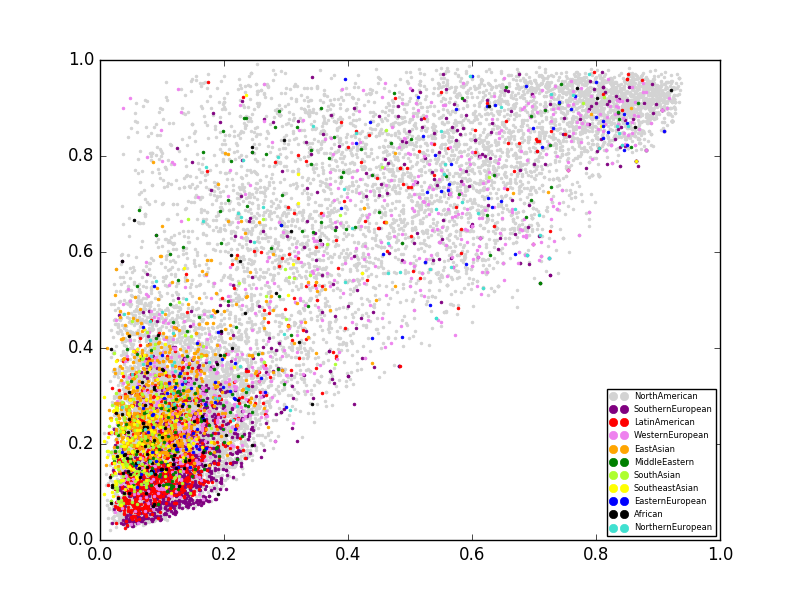 1.0
0.8
0.6
0.4
0.2
0.0
0.0 0.2 0.4 0.6 0.8 1.0
NorthAmerican
SouthernEuropean
LatinAmerican
WesternEuropean
EastAsian
MiddleEastern
SouthAsian
SoutheastAsian
EasternEuropean
African
NorthernEuropean